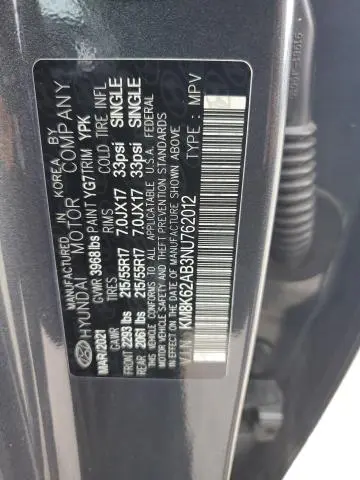 MANUFACTURED IN KOREA BY
HYUNDAI MOTOR COMPANY
MAR/2021 GVWR 3968 lbs PAINT YG7 TRIM YPK
GAWR TIRES RIMS COLD TIRE INFL
FRONT 2293 lbs 215/55R17 7.0JX17 33psi SINGLE
REAR 2061 lbs 215/55R17 7.0JX17 33psi SINGLE
THIS VEHICLE CONFORMS TO ALL APPLICABLE U.S.A. FEDERAL
MOTOR VEHICLE SAFETY, BUMPER, AND THEFT PREVENTION
STANDARDS IN EFFECT ON THE DATE OF MANUFACTURE
SHOWN ABOVE.
VIN: KM8K62AB3NU762012 TYPE: MPV